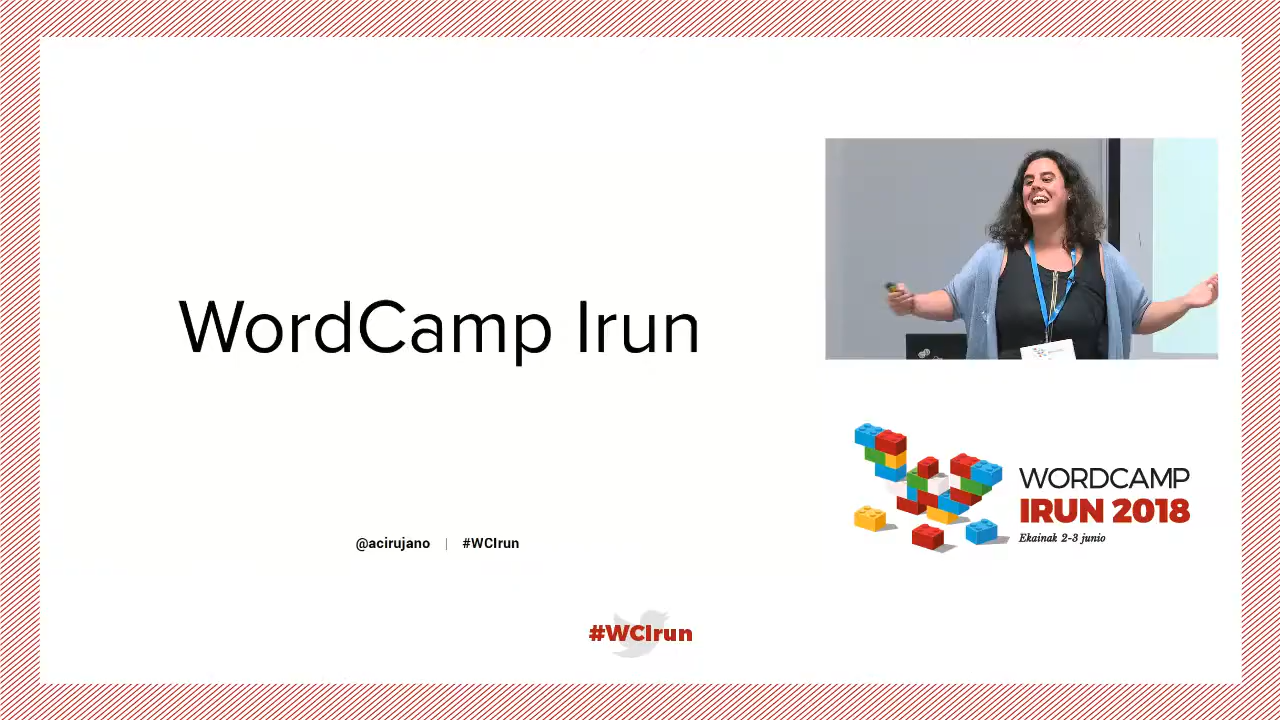 WordCamp Irun
@acirujano | #WCIrun
WORDCAMP
IRUN 2018
Ekainak 2-3 junio
#WCIrun